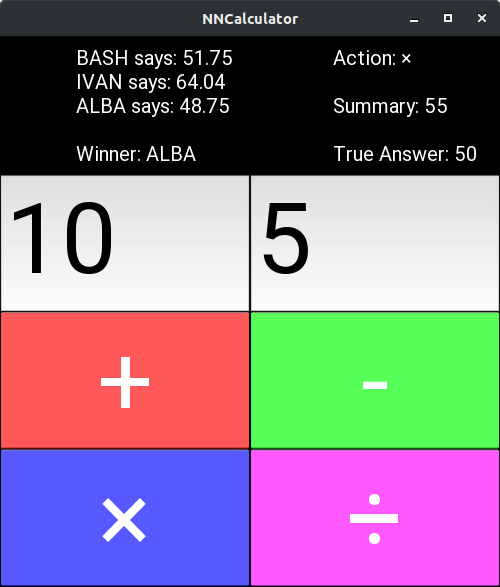 NNCalculator
BASH says: 51.75
IVAN says: 64.04
ALBA says: 48.75
Winner: ALBA
Action: ×
Summary: 55
True Answer: 50
10
5
+
-
×
÷